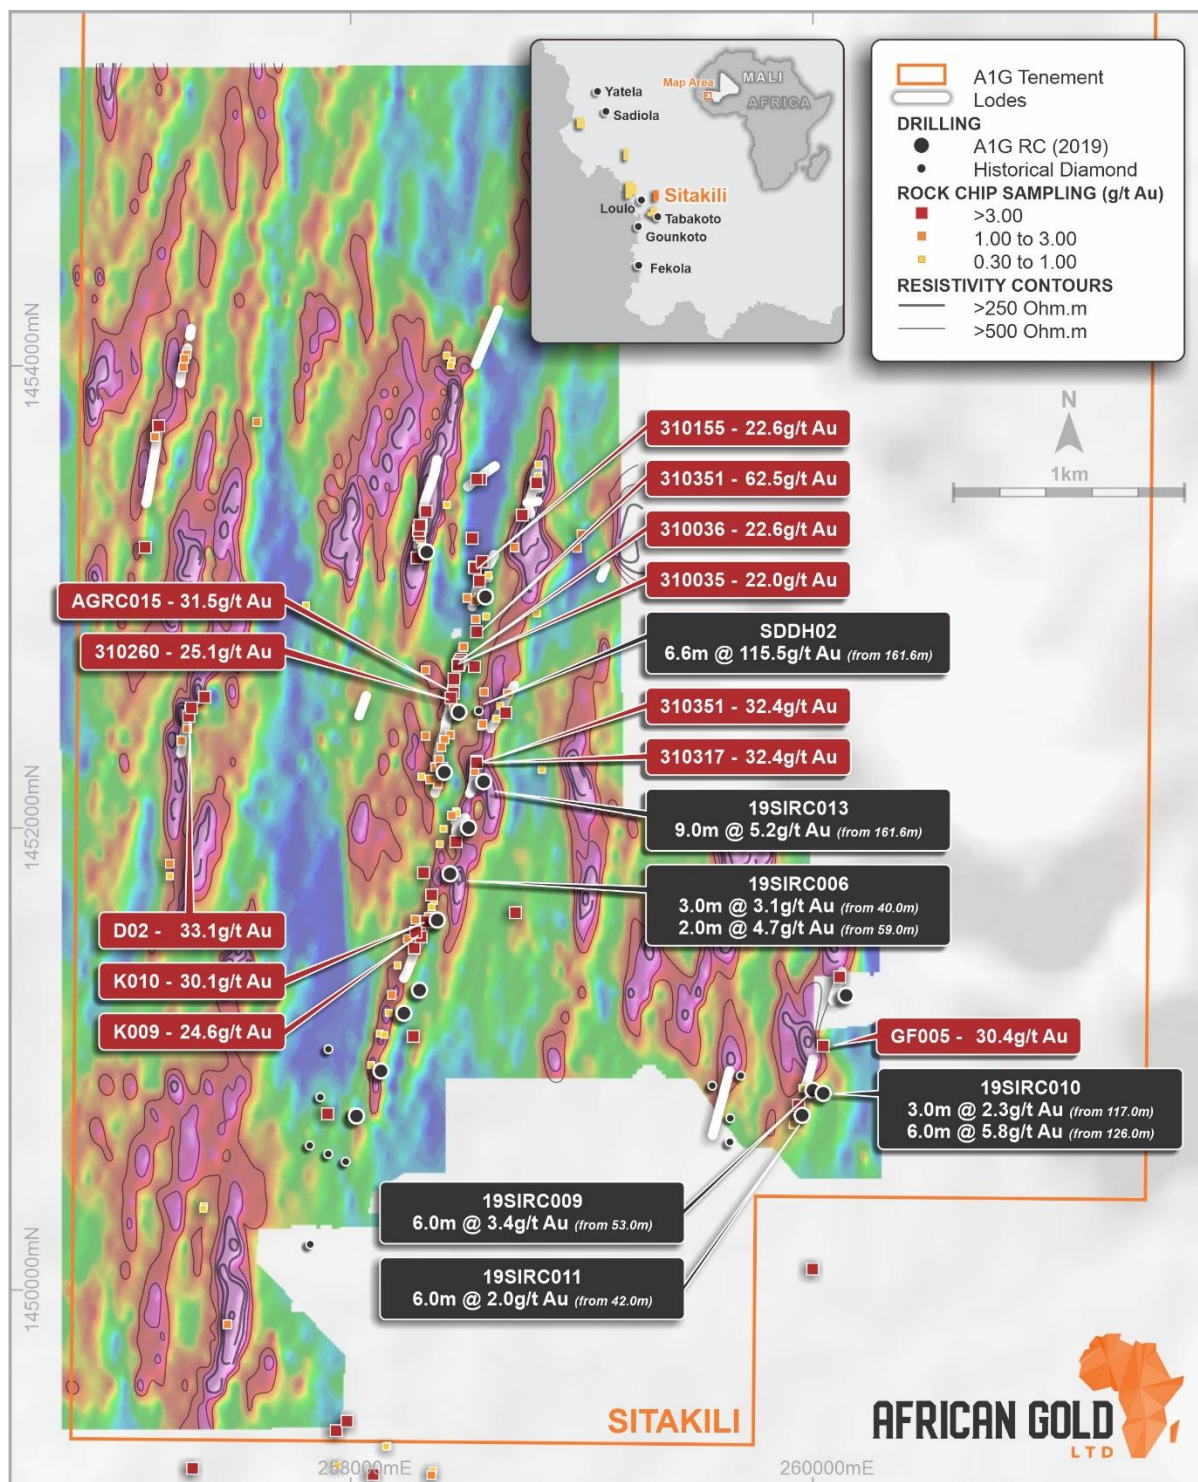 Yatela
Sadiola
Map Area
MALI
AFRICA
Sitakili
Loulo
Tabakoto
Gounkoto
Fekola
A1G Tenement
Lodes
DRILLING
A1G RC (2019)
Historical Diamond
ROCK CHIP SAMPLING (g/t Au)
>3.00
1.00 to 3.00
0.30 to 1.00
RESISTIVITY CONTOURS
>250 Ohm.m
>500 Ohm.m
1454000mN
N
1km
310155 - 22.6g/t Au
310351 - 62.5g/t Au
310036 - 22.6g/t Au
310035 - 22.0g/t Au
AGRC015 - 31.5g/t Au
310260 - 25.1g/t Au
SDDH02
6.6m @ 115.5g/t Au (from 161.6m)
310351 - 32.4g/t Au
310317 - 32.4g/t Au
1452000mN
19SIRC013
9.0m @ 5.2g/t Au (from 161.6m)
19SIRC006
3.0m @ 3.1g/t Au (from 40.0m)
2.0m @ 4.7g/t Au (from 59.0m)
D02 - 33.1g/t Au
K010 - 30.1g/t Au
K009 - 24.6g/t Au
GF005 - 30.4g/t Au
19SIRC010
3.0m @ 2.3g/t Au (from 117.0m)
6.0m @ 5.8g/t Au (from 126.0m)
19SIRC009
6.0m @ 3.4g/t Au (from 53.0m)
19SIRC011
6.0m @ 2.0g/t Au (from 42.0m)
1450000mN
SITAKILI
AFRICAN GOLD
LTD
258000mE
260000mE